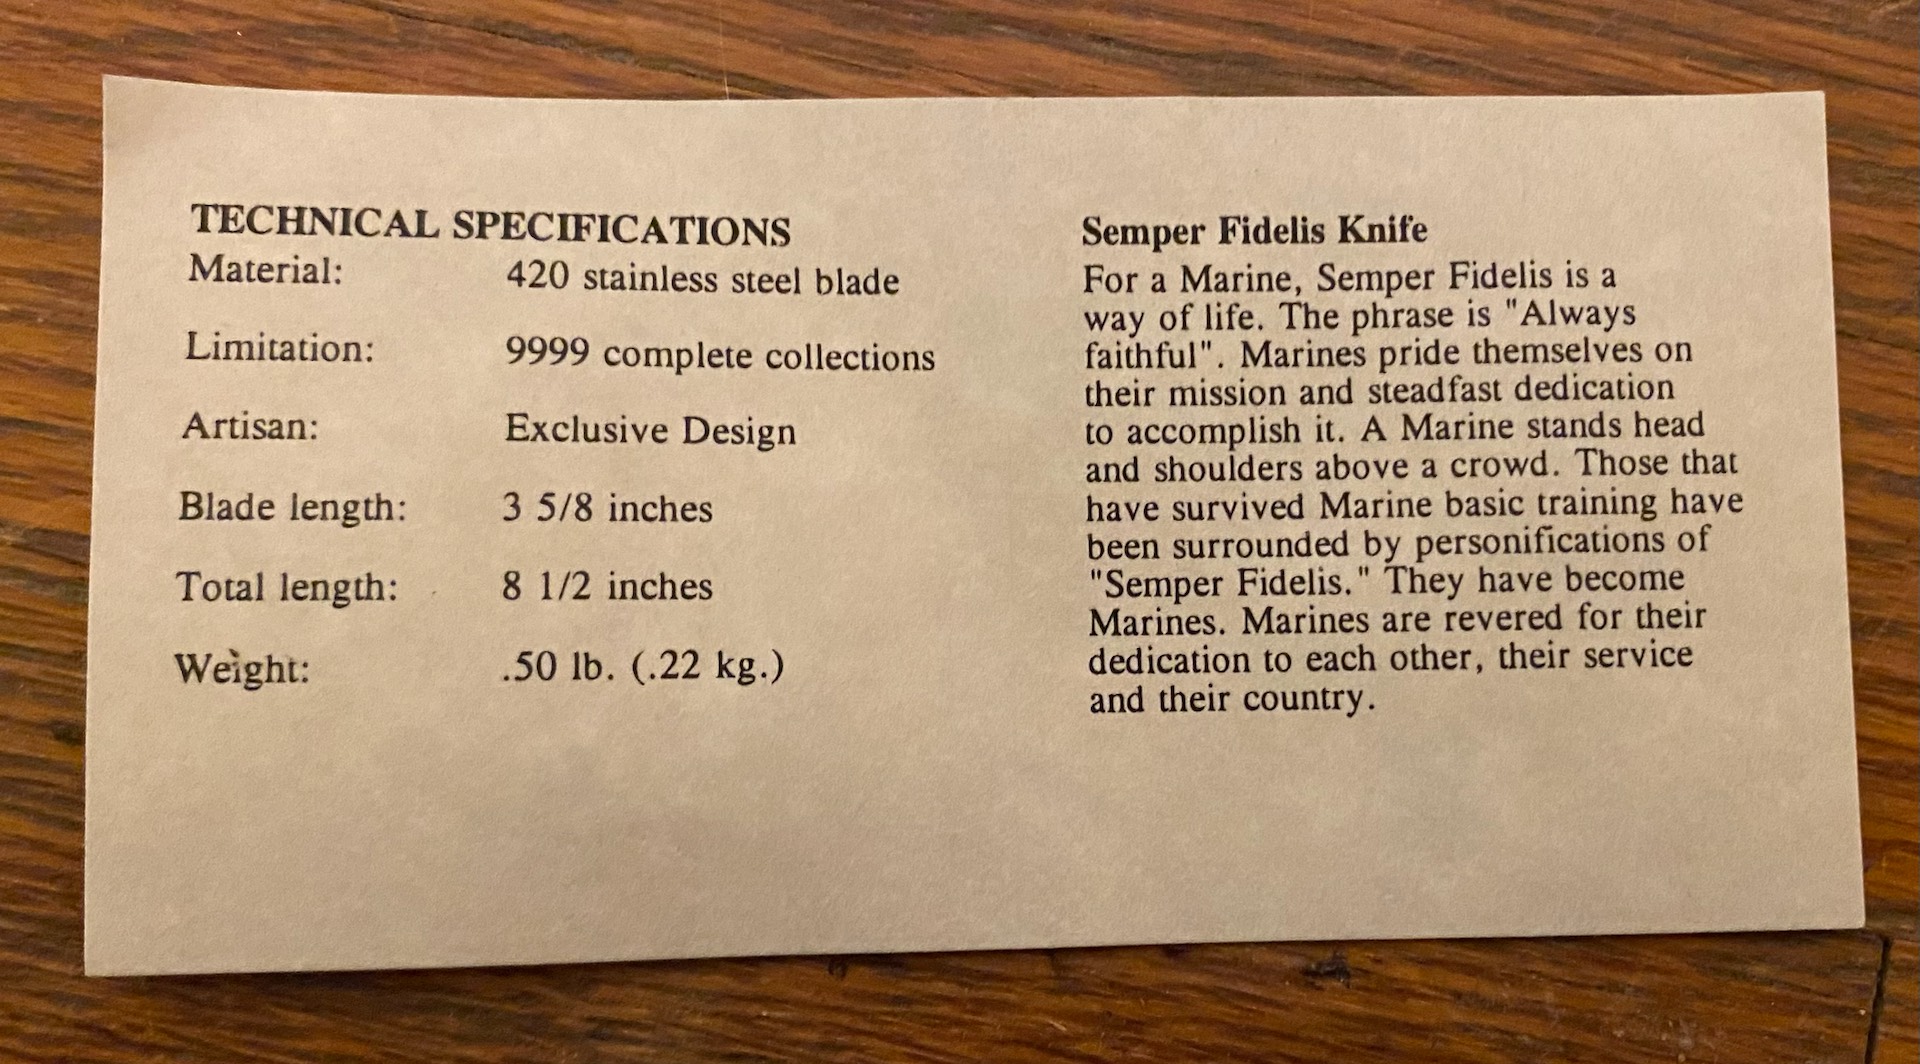 TECHNICAL SPECIFICATIONS
Material: 420 stainless steel blade
Limitation: 9999 complete collections
Artisan: Exclusive Design
Blade length: 3 5/8 inches
Total length: 8 1/2 inches
Weight: .50 lb. (.22 kg.)
Semper Fidelis Knife
For a Marine, Semper Fidelis is a
way of life. The phrase is "Always
faithful". Marines pride themselves on
their mission and steadfast dedication
to accomplish it. A Marine stands head
and shoulders above a crowd. Those that
have survived Marine basic training have
been surrounded by personifications of
"Semper Fidelis." They have become
Marines. Marines are revered for their
dedication to each other, their service
and their country.